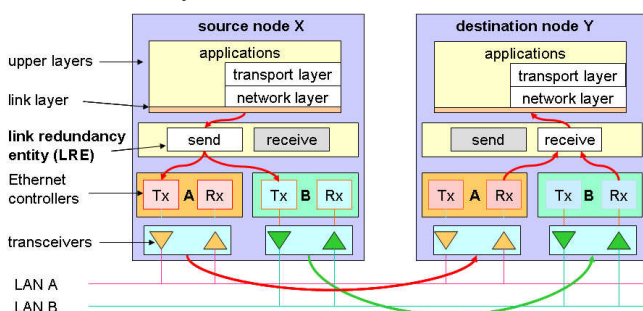 source node X
destination node Y
applications
applications
upper layers
transport layer
transport layer
network layer
network layer
link layer
link redundancy
entity (LRE)
send
receive
send
receive
Ethernet
controllers
Tx A Rx
Tx B Rx
Tx A Rx
Tx B Rx
transceivers
LAN A
LAN B